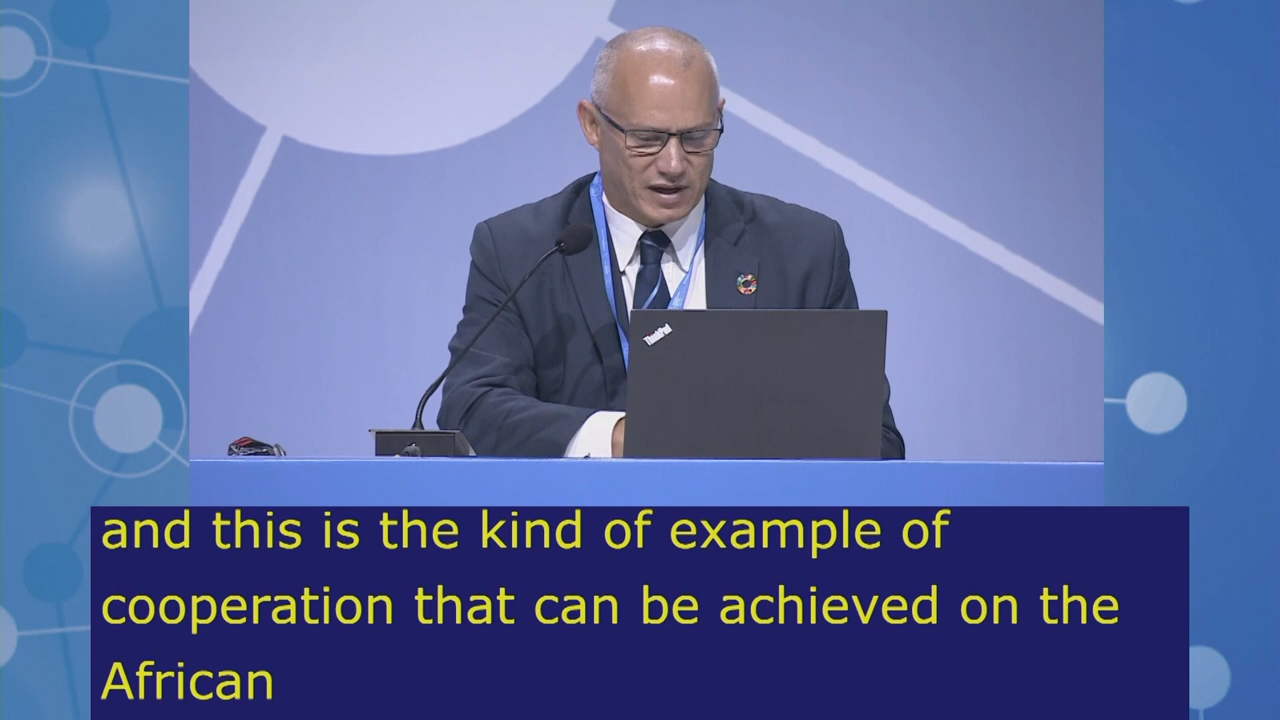 ThinkPad
and this is the kind of example of
cooperation that can be achieved on the
African